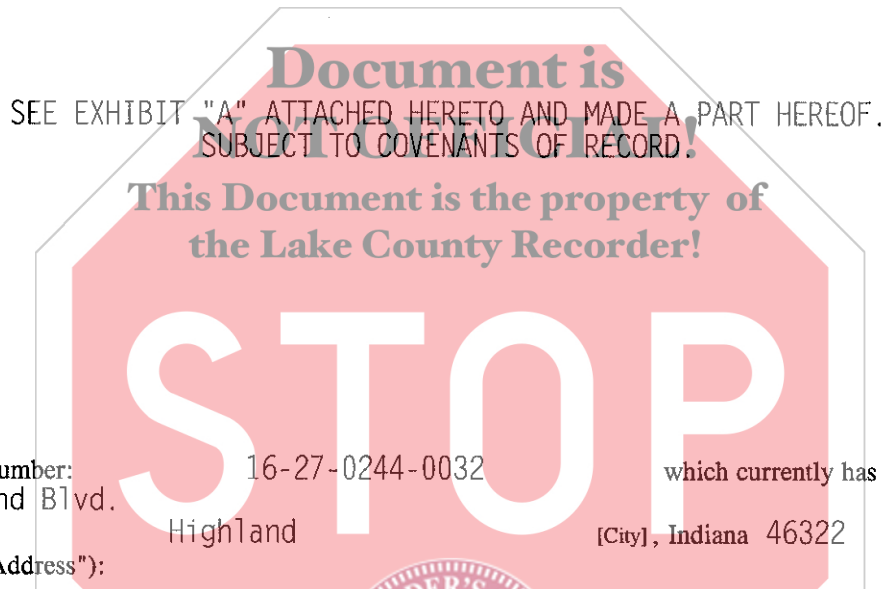 Document is
SEE EXHIBIT "A" ATTACHED HERETO AND MADE A PART HEREOF.
NOT OFFICIAL!
SUBJECT TO COVENANTS OF RECORD.
This Document is the property of
the Lake County Recorder!
STOP
umber: 16-27-0244-0032 which currently has
nd Blvd.
Highland [City], Indiana 46322
Address"):